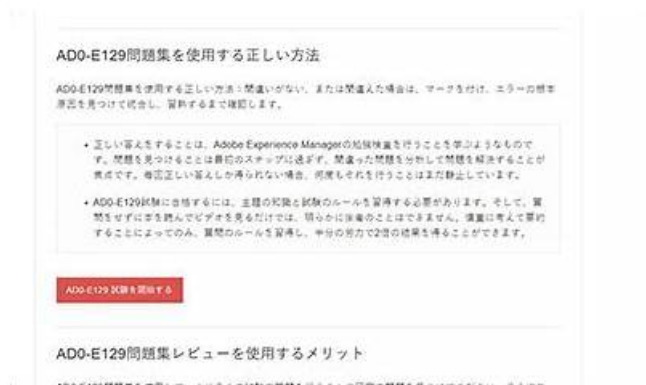 AD0-E129問題集を使用する正しい方法
AD0-E129問題集を使用する正しい方法：間違いがない、または間違えた場合は、マークを付け、エラーの根本
原因を見つけて統合し、習熟するまで確認します。
• 正しい答えをすることは、Adobe Experience Managerの定期検査を行うことを学ぶようなもので
す。問題を見つけることは最初のステップに過ぎず、間違った問題を分析して問題を解決することが
焦点です。毎回正しい答えしか得られない場合、何度もそれを行うことはまだ静止しています。
• AD0-E129試験に合格するには、主題の知識と試験のルールを習得する必要があります。そして、質
問をせずに本を読んでビデオを見るだけでは、明らかに後者のことはできません。慎重に考えて要約
することによってのみ、質問のルールを習得し、半分の労力で2倍の結果を得ることができます。
AD0-E129 試験を開始する
AD0-E129問題集レビューを使用するメリット